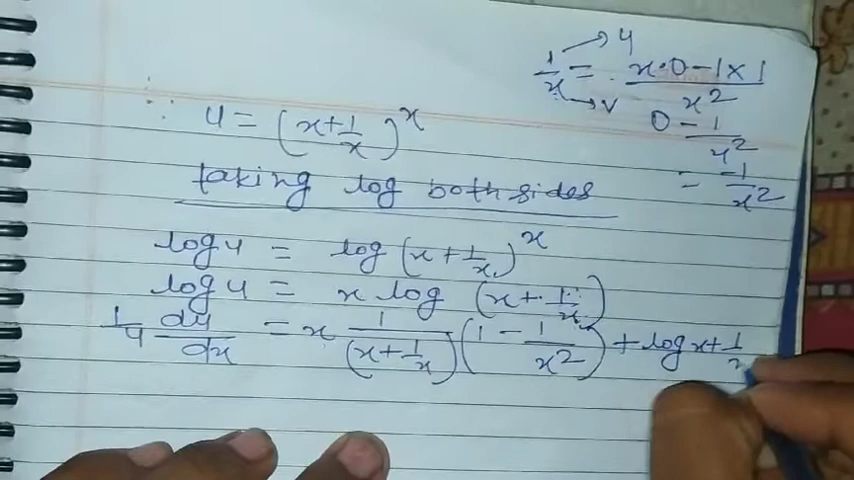 1/x = x·0-1×1/x² → u → v
0 - 1/x²
= -1/x²
∴ u = (x+1/x)^x
taking log both sides
log u = log (x + 1/x)^x
log u = x log (x + 1/x)
1/u du/dx = x 1/(x+1/x) (1 - 1/x²) + log x+1/x